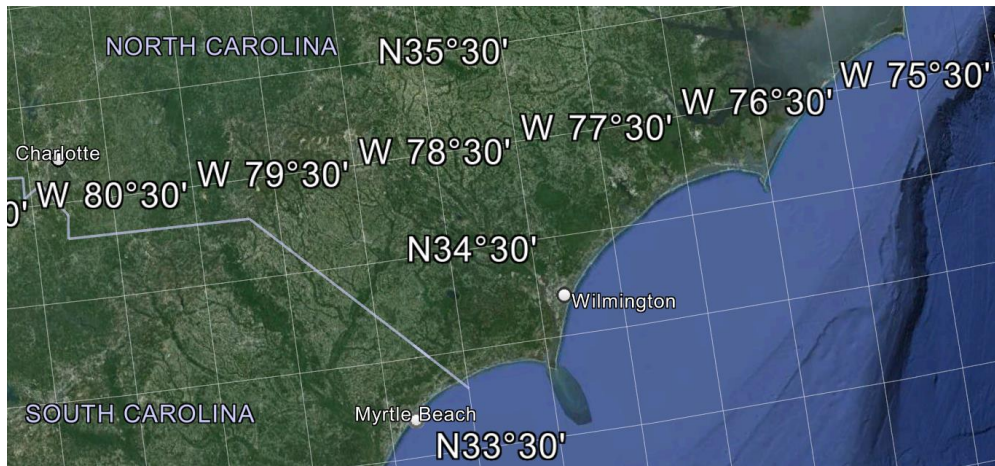 NORTH CAROLINA
N35°30'
W 75°30'
W 76°30'
W 77°30'
W 78°30'
Charlotte
W 79°30'
W 80°30'
0'
N34°30'
Wilmington
SOUTH CAROLINA
Myrtle Beach
N33°30'